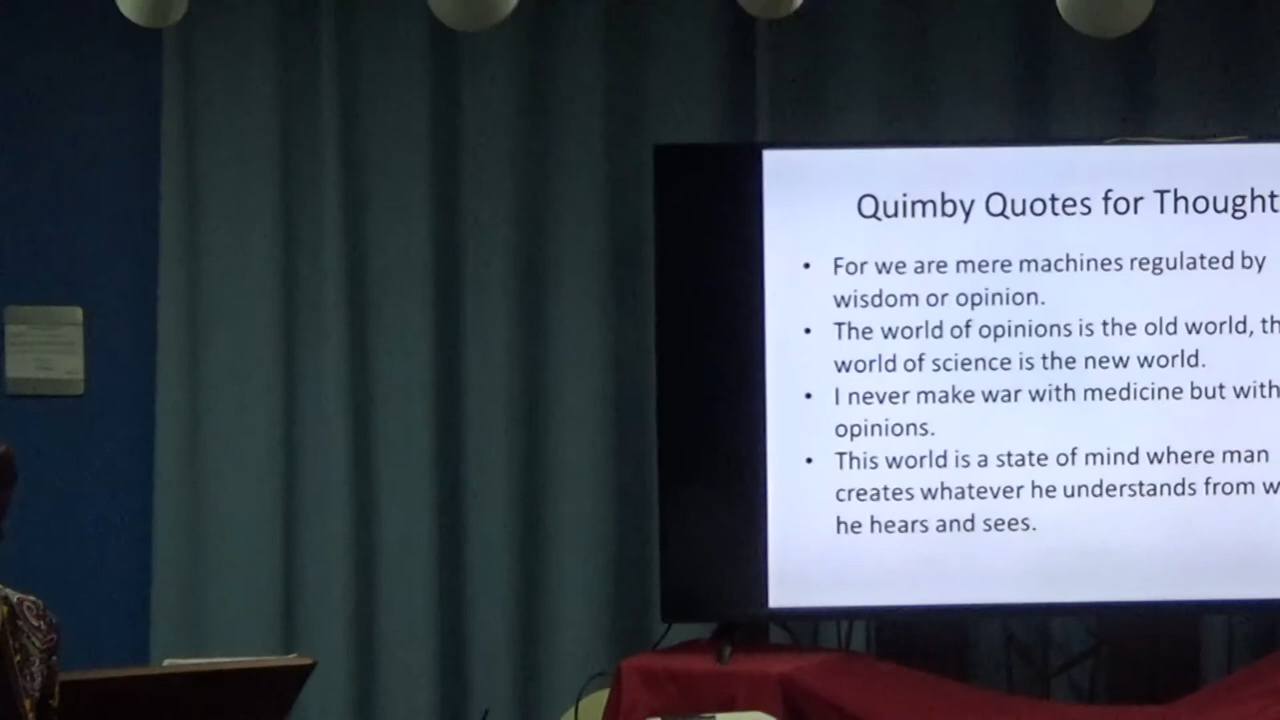 Quimby Quotes for Thought
• For we are mere machines regulated by
wisdom or opinion.
• The world of opinions is the old world, th
world of science is the new world.
• I never make war with medicine but with
opinions.
• This world is a state of mind where man
creates whatever he understands from w
he hears and sees.